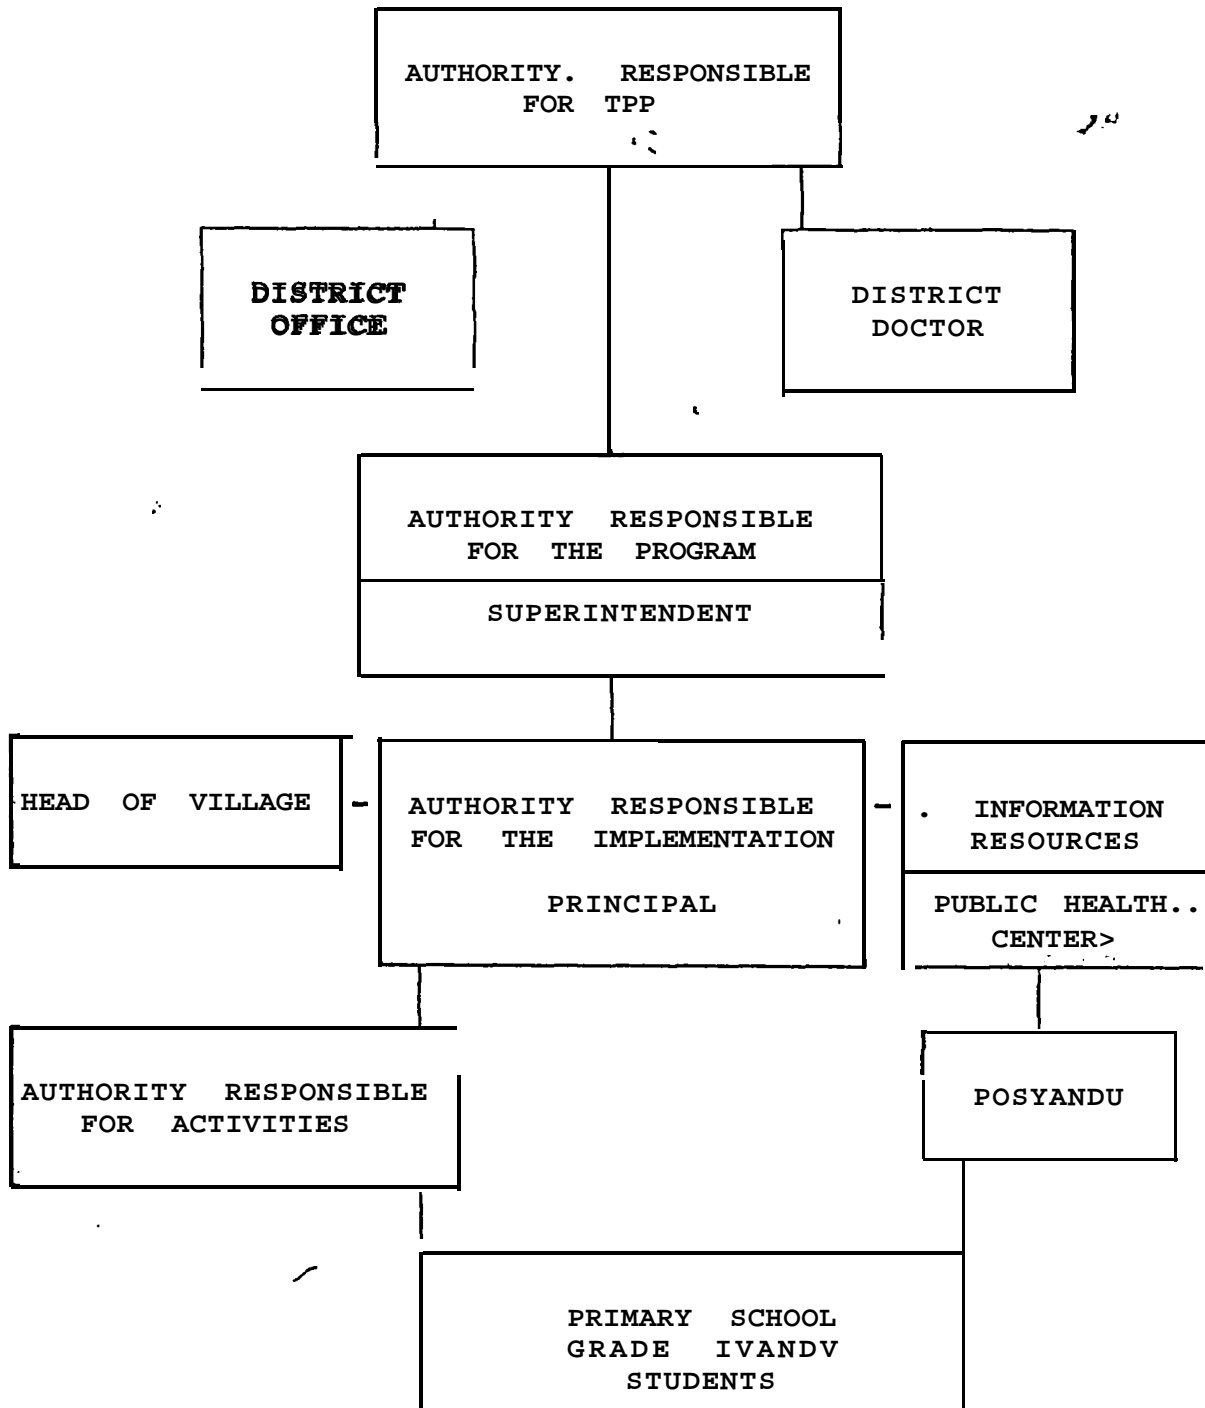 AUTHORITY. RESPONSIBLE
FOR TPP
DISTRICT
OFFICE
DISTRICT
DOCTOR
AUTHORITY RESPONSIBLE
FOR THE PROGRAM
SUPERINTENDENT
HEAD OF VILLAGE
AUTHORITY RESPONSIBLE
FOR THE IMPLEMENTATION
PRINCIPAL
. INFORMATION
RESOURCES
PUBLIC HEALTH..
CENTER>
AUTHORITY RESPONSIBLE
FOR ACTIVITIES
POSYANDU
PRIMARY SCHOOL
GRADE IVANDV
STUDENTS